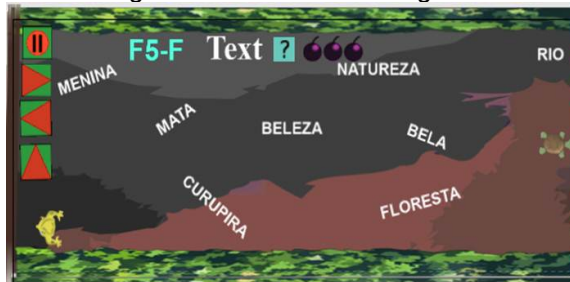 F5-F Text ?
NATUREZA
RIO
MENINA
MATA
BELEZA
BELA
CURUPIRA
FLORESTA